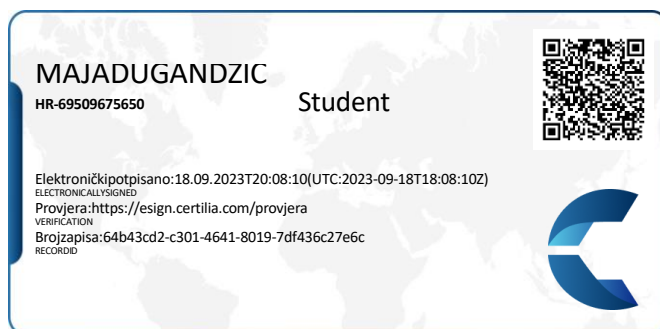 MAJADUGANDZIC
HR-69509675650
Student
Elektroničkipotpisano:18.09.2023T20:08:10(UTC:2023-09-18T18:08:10Z)
ELECTRONICALLYSIGNED
Provjera:https://esign.certilia.com/provjera
VERIFICATION
Brojzapisa:64b43cd2-c301-4641-8019-7df436c27e6c
RECORDID